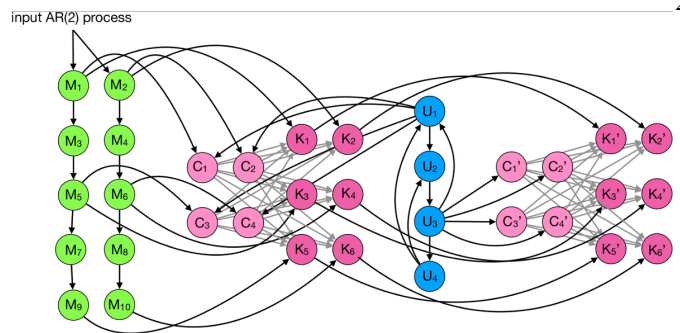 input AR(2) process
M1 M2
U1
K1 K2 K1' K2'
M3 M4
C1 C2 U2 C1' C2'
M5 M6 K3 K4 K3' K4'
C3 C4 U3 C3' C4'
M7 M8 K5 K6 K5' K6'
U4
M9 M10